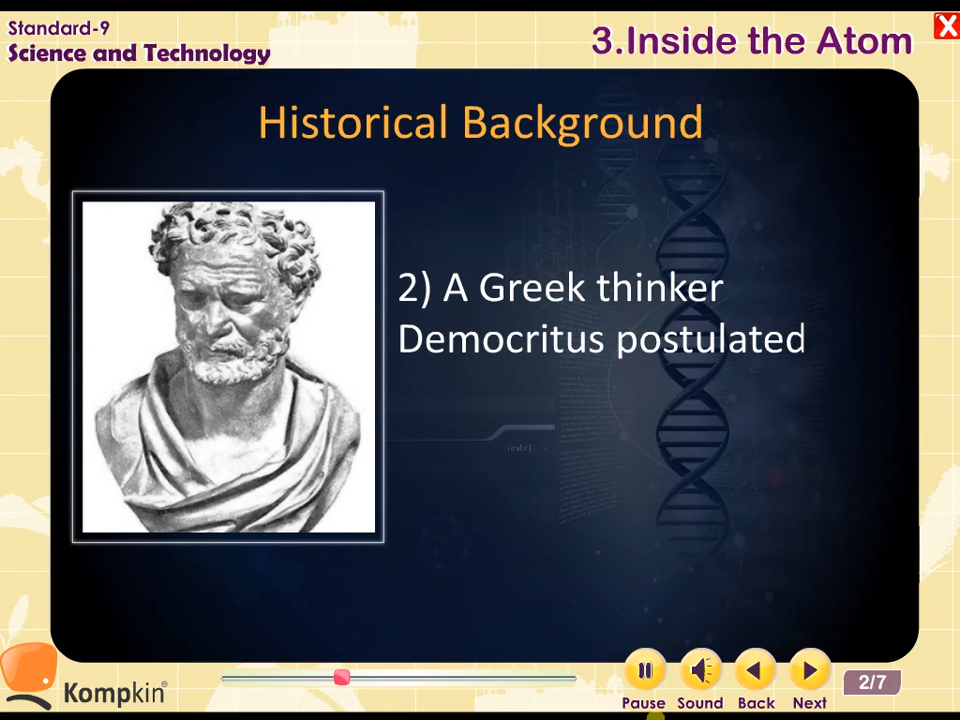 Standard-9
Science and Technology
3.Inside the Atom
X
Historical Background
2) A Greek thinker
Democritus postulated
Kompkin®
Pause Sound Back Next
2/7